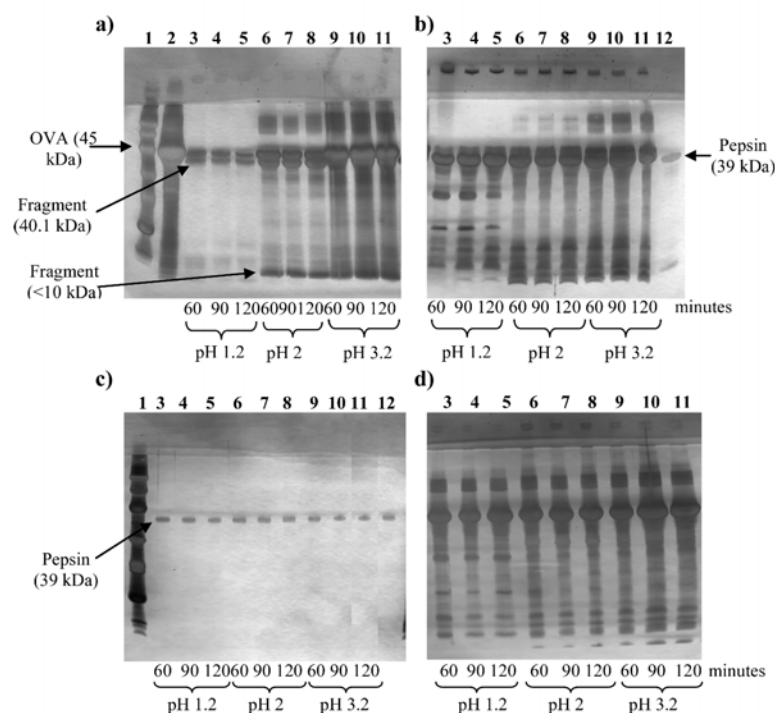 a)
b)
1 2 3 4 5 6 7 8 9 10 11
3 4 5 6 7 8 9 10 11 12
OVA (45
kDa)
Pepsin
(39 kDa)
Fragment
(40.1 kDa)
Fragment
(<10 kDa)
60 90 120 60 90 120 60 90 120
60 90 120 60 90 120 60 90 120 minutes
pH 1.2 pH 2 pH 3.2
pH 1.2 pH 2 pH 3.2
c)
d)
1 3 4 5 6 7 8 9 10 11 12
3 4 5 6 7 8 9 10 11
Pepsin
(39 kDa)
60 90 120 60 90 120 60 90 120
60 90 120 60 90 120 60 90 120 minutes
pH 1.2 pH 2 pH 3.2
pH 1.2 pH 2 pH 3.2